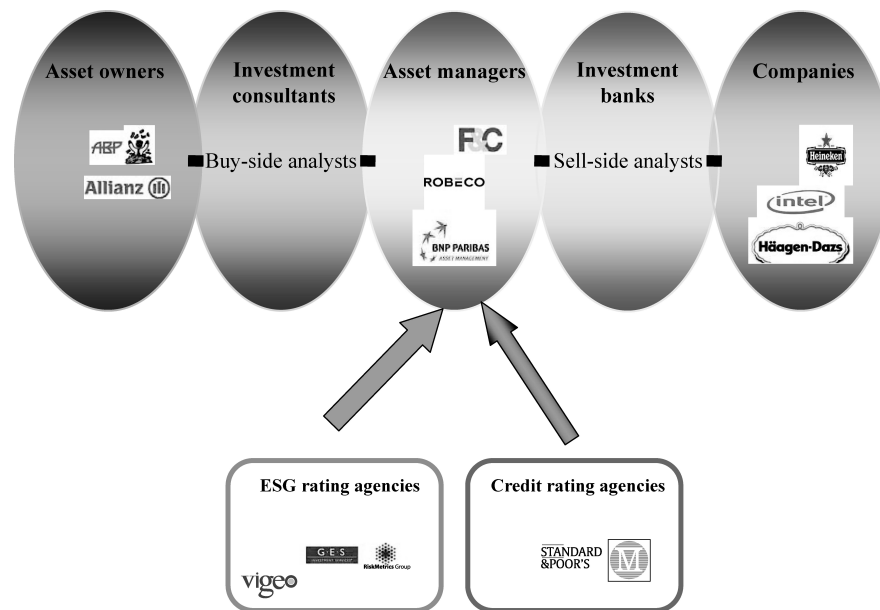 Asset owners
Investment
consultants
Asset managers
Investment
banks
Companies
ABP
Allianz
Buy-side analysts
F&C
ROBECO
BNP PARIBAS
ASSET MANAGEMENT
Sell-side analysts
Heineken
intel
Häagen-Dazs
ESG rating agencies
G·E·S
INVESTMENT SERVICES
RiskMetrics Group
vigeo
Credit rating agencies
STANDARD
&POOR'S
M